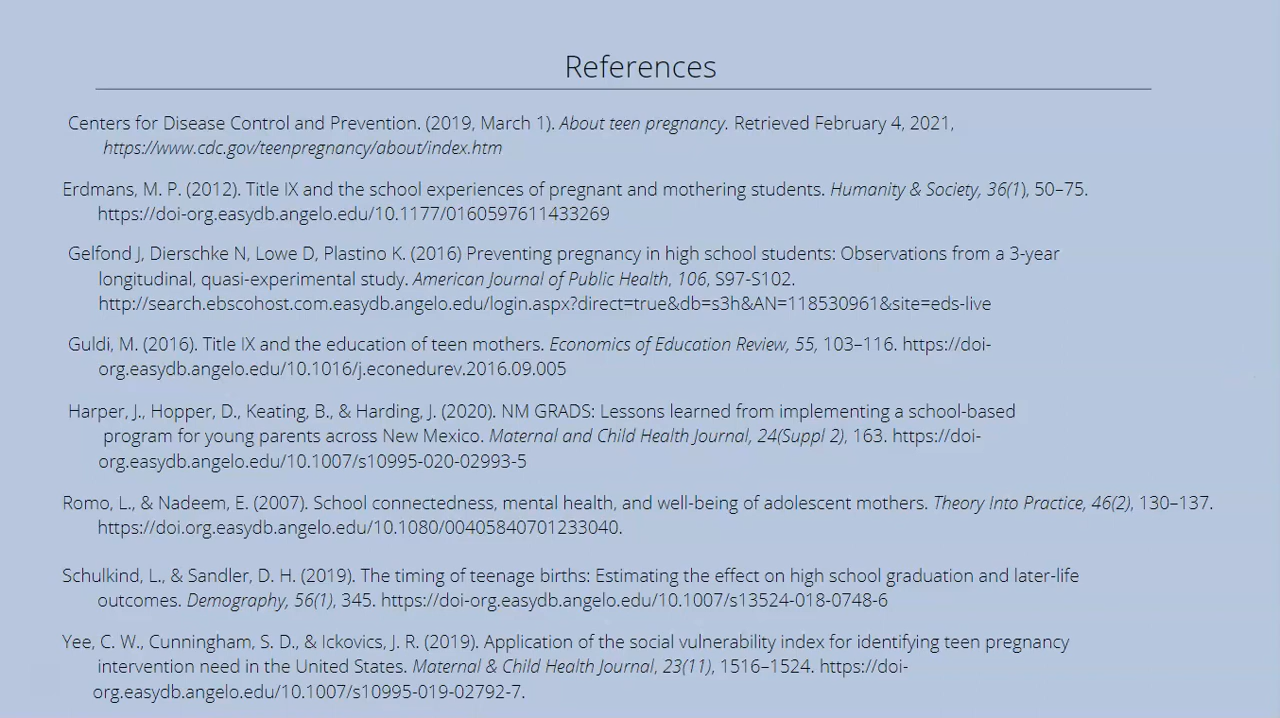 References
Centers for Disease Control and Prevention. (2019, March 1). About teen pregnancy. Retrieved February 4, 2021,
https://www.cdc.gov/teenpregnancy/about/index.htm
Erdmans, M. P. (2012). Title IX and the school experiences of pregnant and mothering students. Humanity & Society, 36(1), 50–75.
https://doi-org.easydb.angelo.edu/10.1177/0160597611433269
Gelfond J, Dierschke N, Lowe D, Plastino K. (2016) Preventing pregnancy in high school students: Observations from a 3-year
longitudinal, quasi-experimental study. American Journal of Public Health, 106, S97-S102.
http://search.ebscohost.com.easydb.angelo.edu/login.aspx?direct=true&db=s3h&AN=118530961&site=eds-live
Guldi, M. (2016). Title IX and the education of teen mothers. Economics of Education Review, 55, 103–116. https://doi-
org.easydb.angelo.edu/10.1016/j.econedurev.2016.09.005
Harper, J., Hopper, D., Keating, B., & Harding, J. (2020). NM GRADS: Lessons learned from implementing a school-based
program for young parents across New Mexico. Maternal and Child Health Journal, 24(Suppl 2), 163. https://doi-
org.easydb.angelo.edu/10.1007/s10995-020-02993-5
Romo, L., & Nadeem, E. (2007). School connectedness, mental health, and well-being of adolescent mothers. Theory Into Practice, 46(2), 130–137.
https://doi.org.easydb.angelo.edu/10.1080/00405840701233040.
Schulkind, L., & Sandler, D. H. (2019). The timing of teenage births: Estimating the effect on high school graduation and later-life
outcomes. Demography, 56(1), 345. https://doi-org.easydb.angelo.edu/10.1007/s13524-018-0748-6
Yee, C. W., Cunningham, S. D., & Ickovics, J. R. (2019). Application of the social vulnerability index for identifying teen pregnancy
intervention need in the United States. Maternal & Child Health Journal, 23(11), 1516–1524. https://doi-
org.easydb.angelo.edu/10.1007/s10995-019-02792-7.